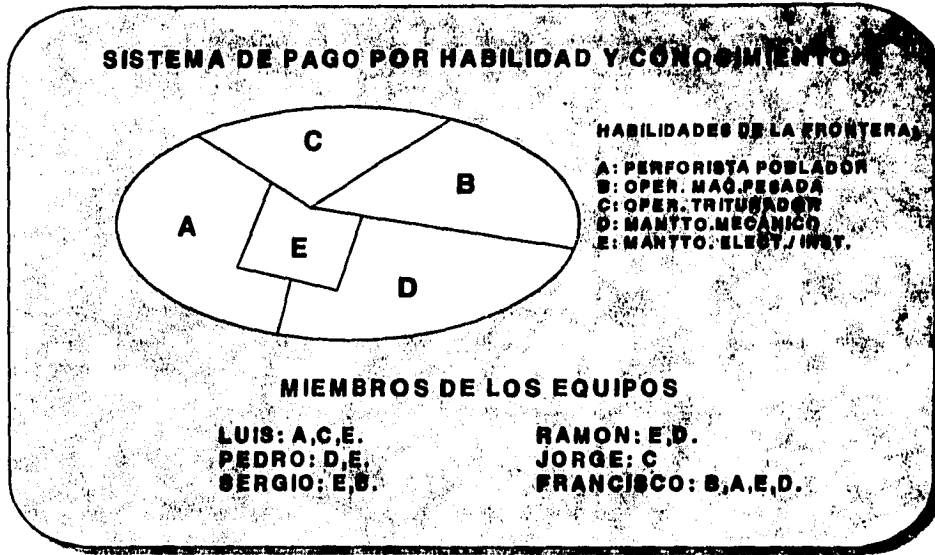 SISTEMA DE PAGO POR HABILIDAD Y CONOCIMIENTO
C
B
A
E
D
HABILIDADES DE LA FRONTERA:
A: PERFORISTA POBLADOR
B: OPER. MAQ.PESADA
C: OPER. TRITURADOR
D: MANTTO.MECÁNICO
E: MANTTO. ELECT./ INST.
MIEMBROS DE LOS EQUIPOS
LUIS: A,C,E.
PEDRO: D,E.
SERGIO: E,B.
RAMON: E,D.
JORGE: C
FRANCISCO: B,A,E,D.